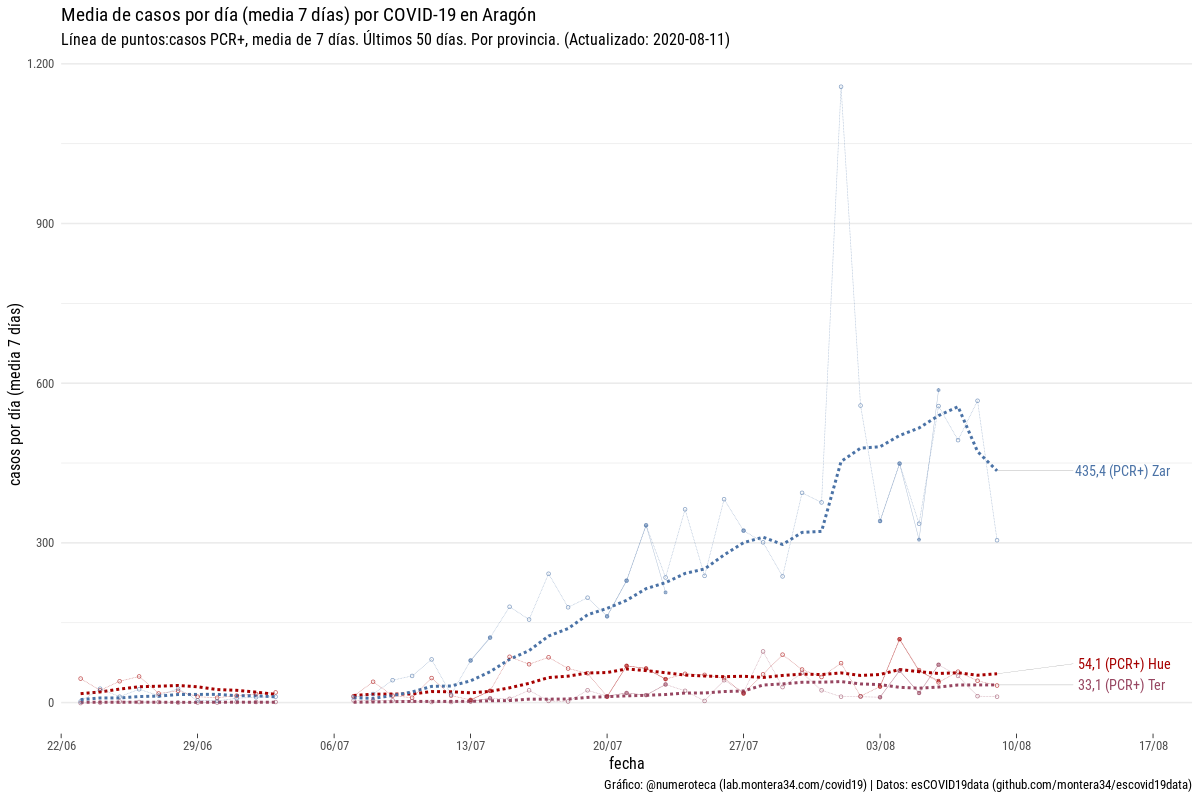 Media de casos por día (media 7 días) por COVID-19 en Aragón
Línea de puntos:casos PCR+, media de 7 días. Últimos 50 días. Por provincia. (Actualizado: 2020-08-11)
casos por día (media 7 días)
1.200
900
600
300
0
435,4 (PCR+) Zar
54,1 (PCR+) Hue
33,1 (PCR+) Ter
22/06 29/06 06/07 13/07 20/07 27/07 03/08 10/08 17/08
fecha
Gráfico: @numeroteca (lab.montera34.com/covid19) | Datos: esCOVID19data (github.com/montera34/escovid19data)